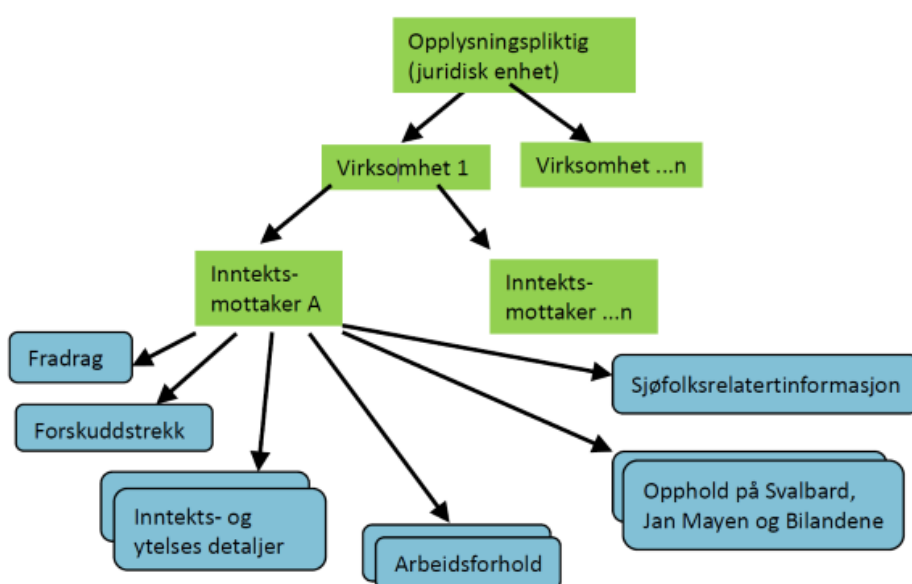 Opplysningspliktig
(juridisk enhet)
Virksomhet 1
Virksomhet ...n
Inntekts-
mottaker A
Inntekts-
mottaker ...n
Fradrag
Sjøfolksrelatertinformasjon
Forskuddstrekk
Inntekts- og
ytelses detaljer
Opphold på Svalbard,
Jan Mayen og Bilandene
Arbeidsforhold